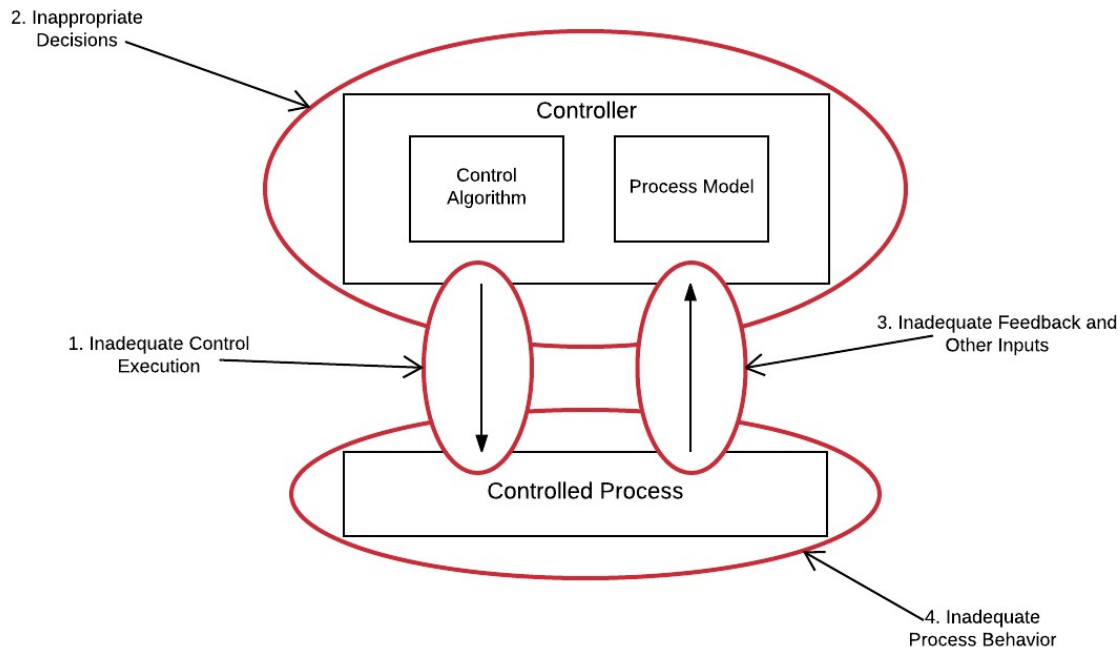 2. Inappropriate
Decisions
Controller
Control
Algorithm
Process Model
1. Inadequate Control
Execution
3. Inadequate Feedback and
Other Inputs
Controlled Process
4. Inadequate
Process Behavior